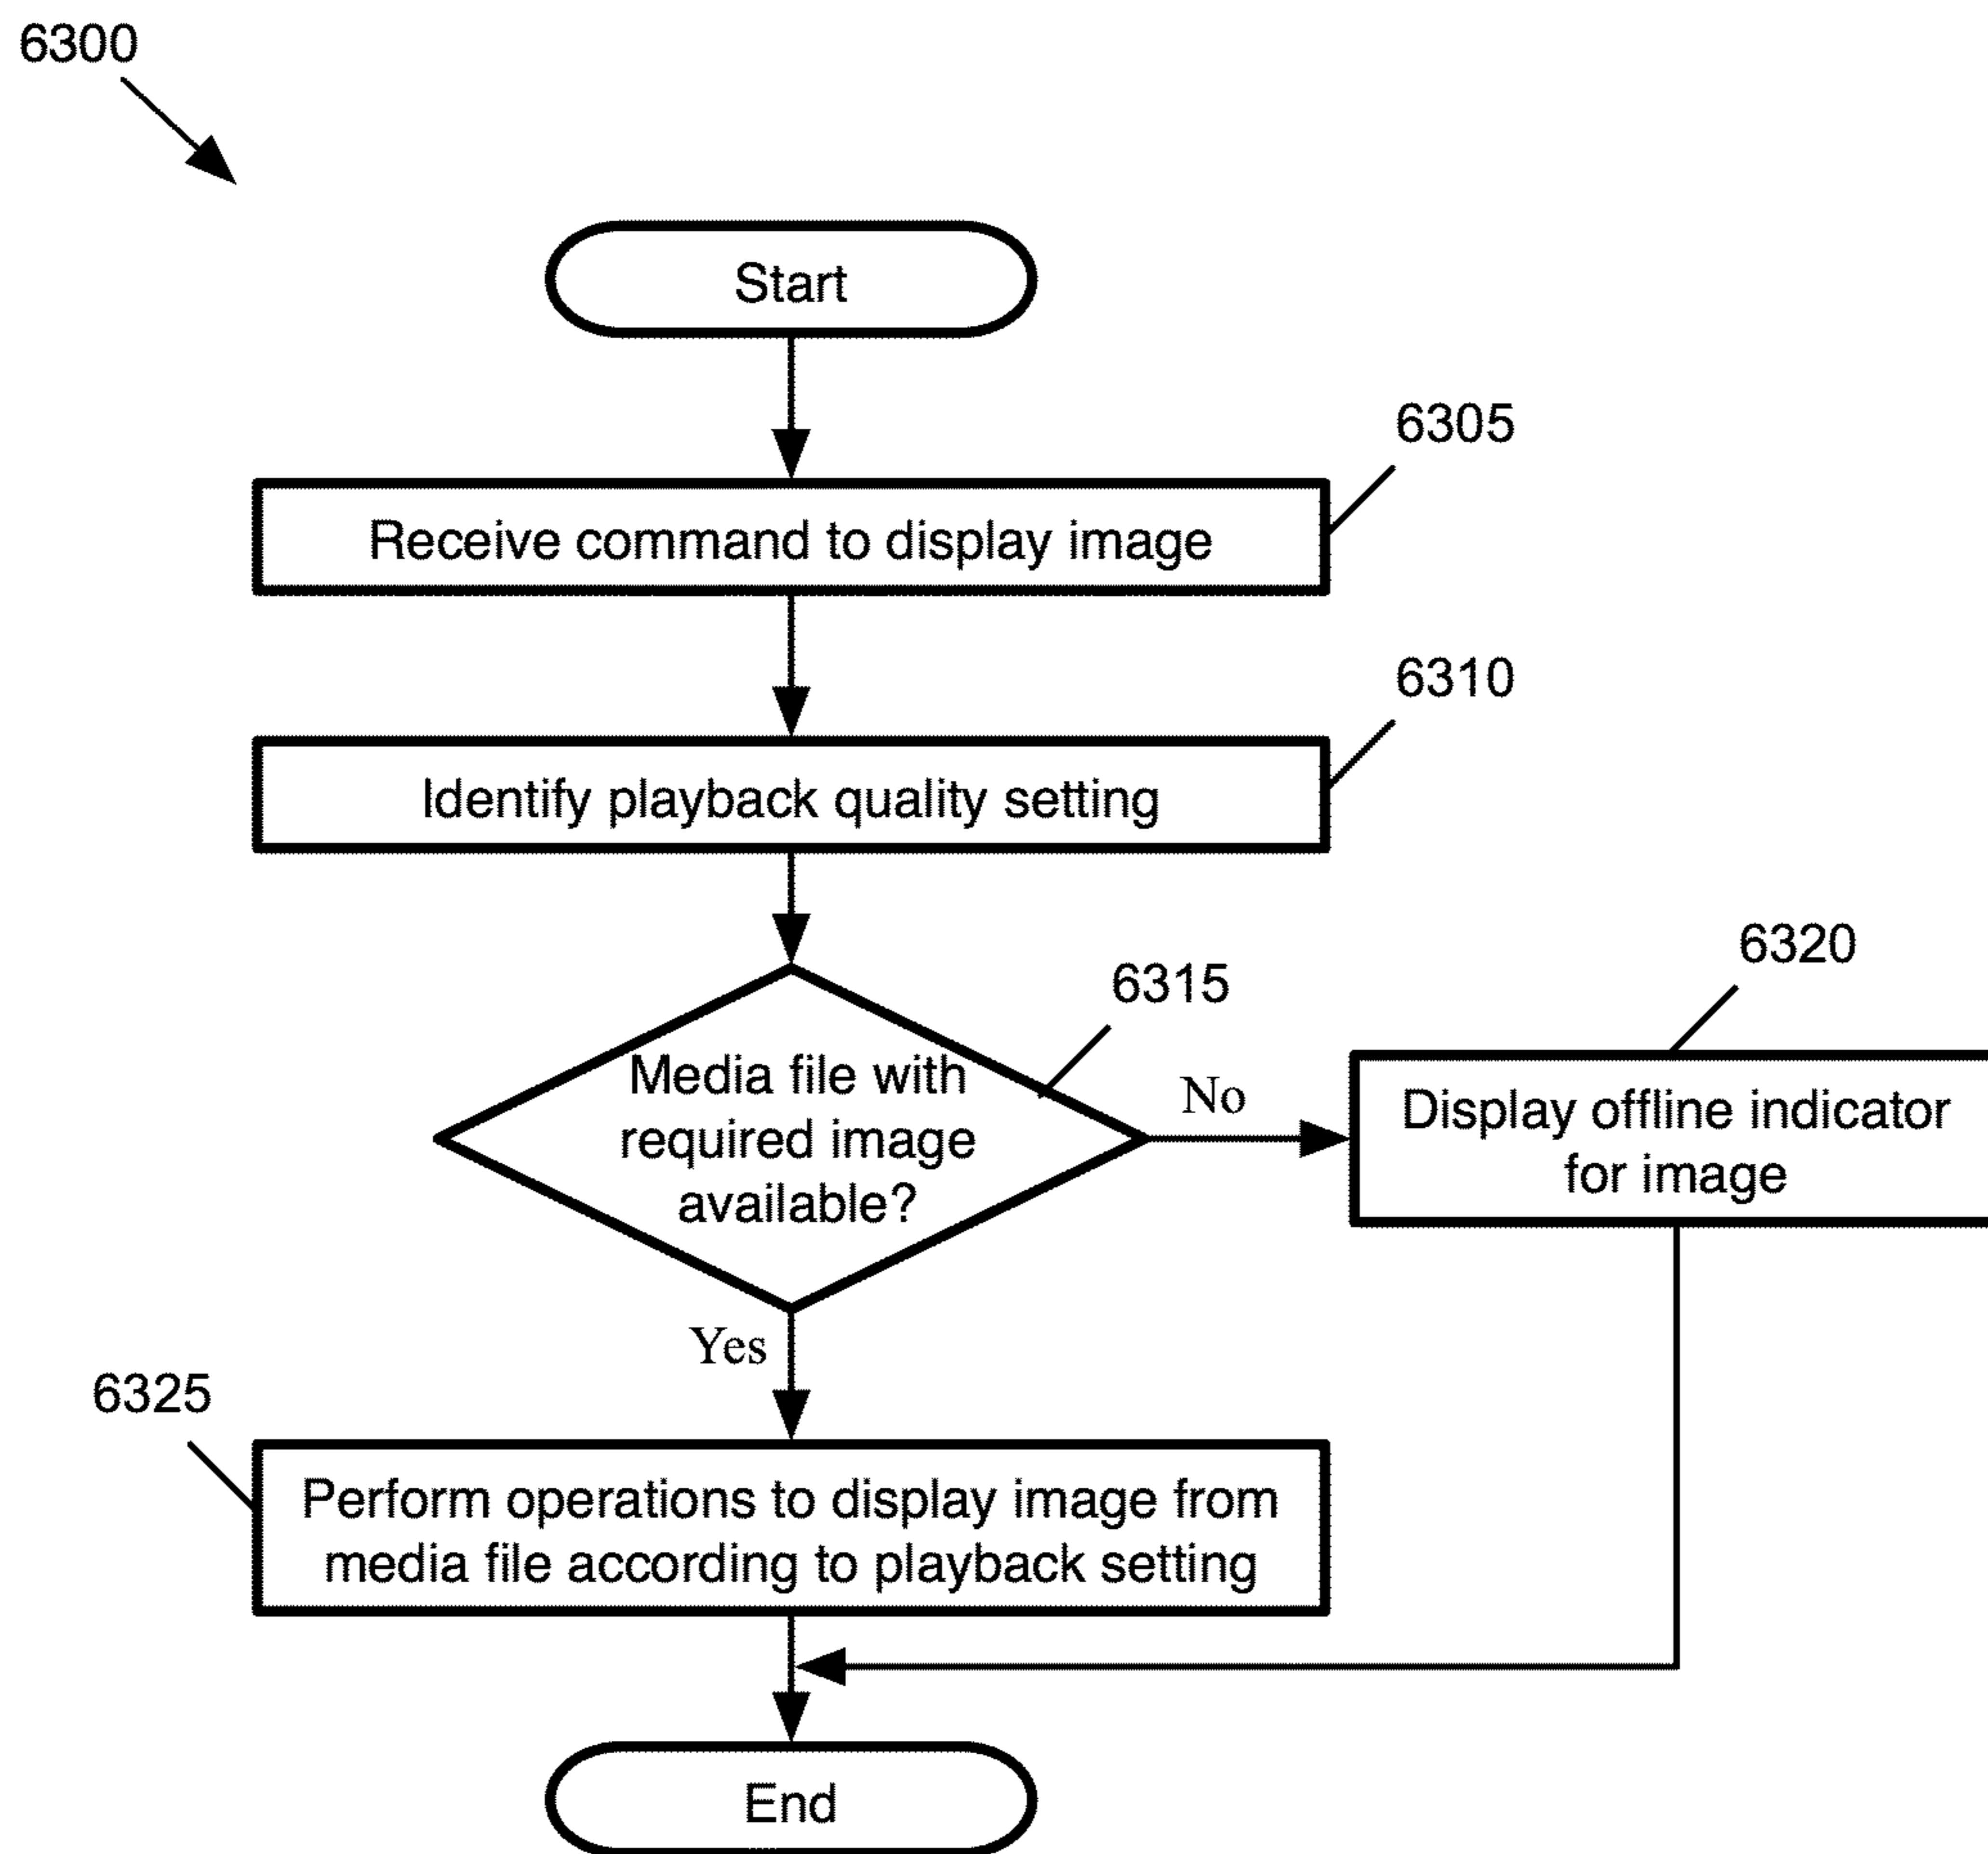 6300
Start
6305
Receive command to display image
6310
Identify playback quality setting
6315
Media file with
required image
available?
No
6320
Display offline indicator
for image
Yes
6325
Perform operations to display image from
media file according to playback setting
End